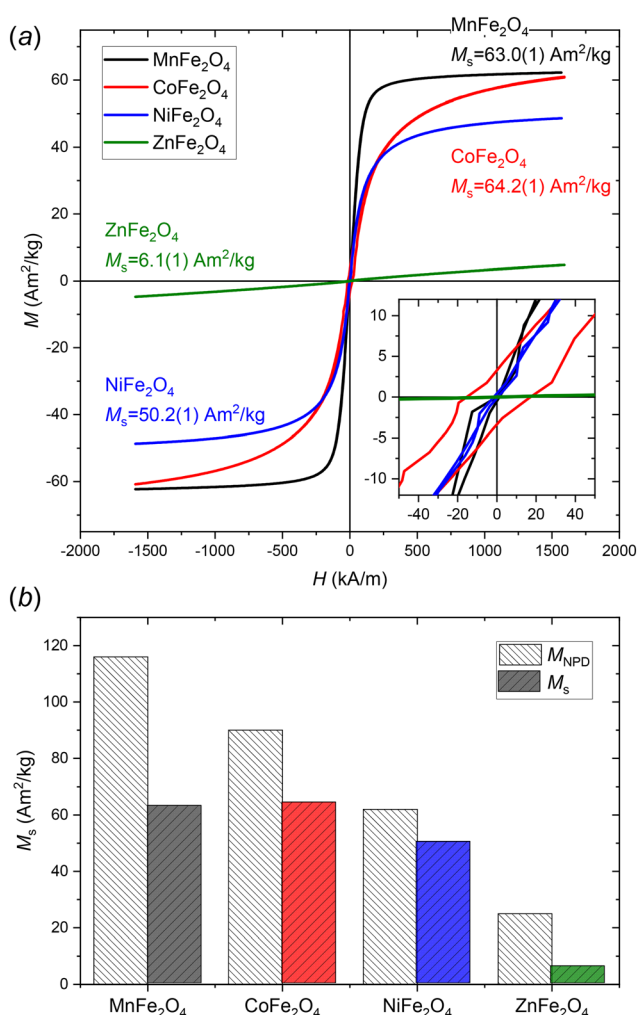 (a)
MnFe₂O₄
Mₛ=63.0(1) Am²/kg
MnFe₂O₄
CoFe₂O₄
NiFe₂O₄
ZnFe₂O₄
CoFe₂O₄
Mₛ=64.2(1) Am²/kg
ZnFe₂O₄
Mₛ=6.1(1) Am²/kg
NiFe₂O₄
Mₛ=50.2(1) Am²/kg
M (Am²/kg)
60
40
20
0
-20
-40
-60
10
5
0
-5
-10
-40 -20 0 20 40
-2000 -1500 -1000 -500 0 500 1000 1500 2000
H (kA/m)
(b)
M_NPD
Mₛ
Mₛ (Am²/kg)
120
100
80
60
40
20
0
MnFe₂O₄ CoFe₂O₄ NiFe₂O₄ ZnFe₂O₄